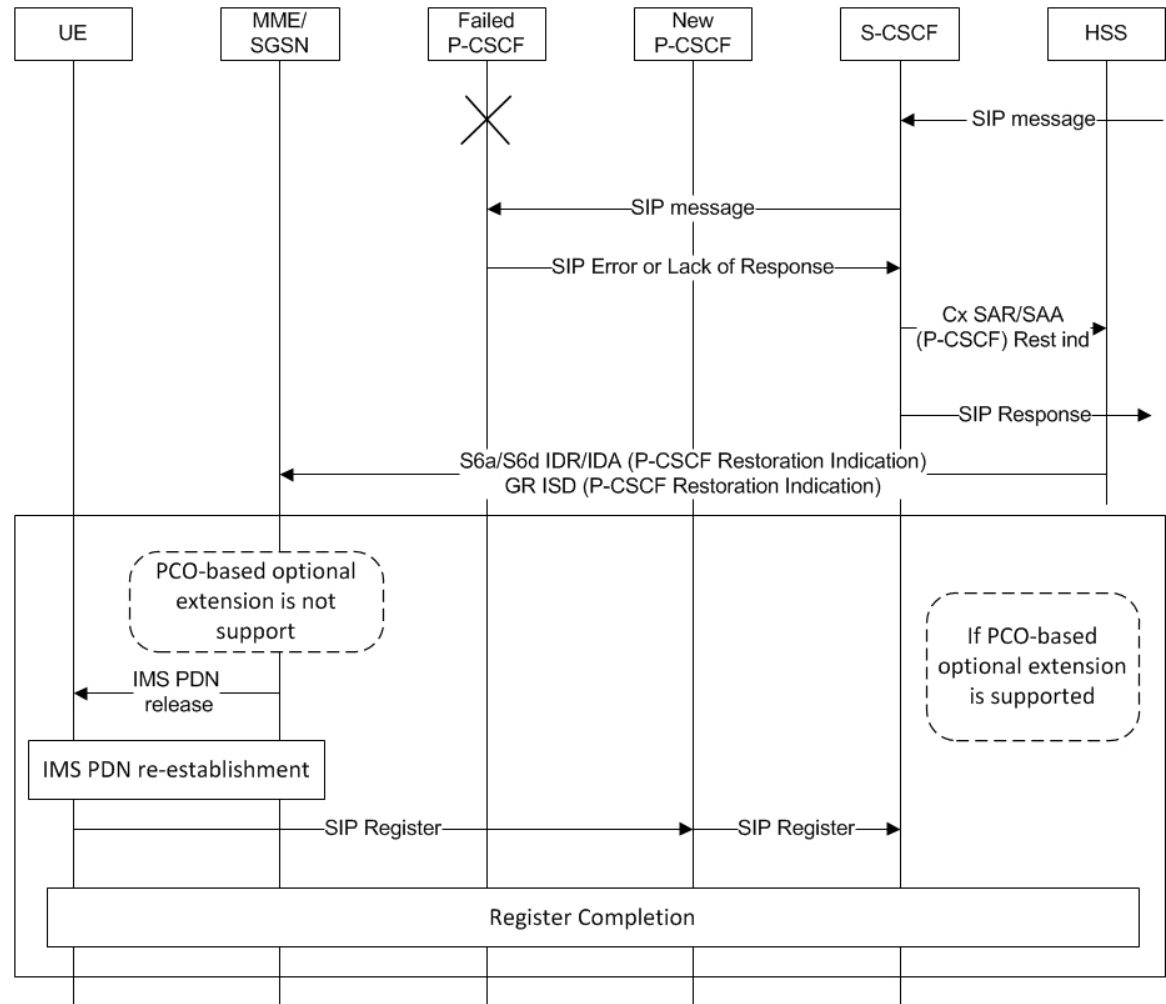 UE
MME/
SGSN
Failed
P-CSCF
New
P-CSCF
S-CSCF
HSS
SIP message
SIP message
SIP Error or Lack of Response
Cx SAR/SAA
(P-CSCF) Rest ind
SIP Response
S6a/S6d IDR/IDA (P-CSCF Restoration Indication)
GR ISD (P-CSCF Restoration Indication)
PCO-based optional
extension is not
support
If PCO-based
optional extension
is supported
IMS PDN
release
IMS PDN re-establishment
SIP Register
SIP Register
Register Completion